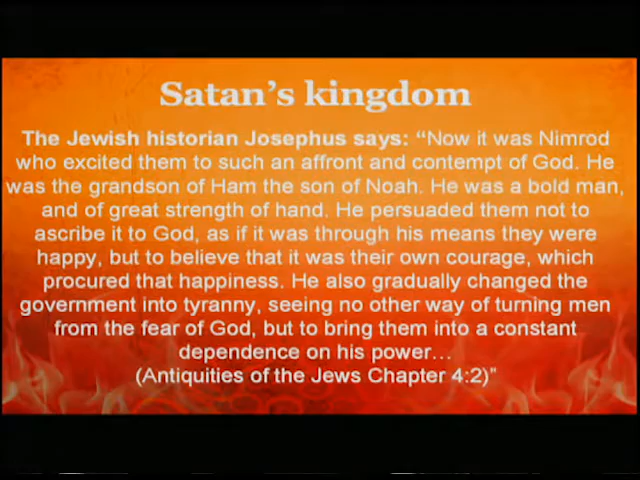 Satan's kingdom
The Jewish historian Josephus says: “Now it was Nimrod
who excited them to such an affront and contempt of God. He
was the grandson of Ham the son of Noah. He was a bold man,
and of great strength of hand. He persuaded them not to
ascribe it to God, as if it was through his means they were
happy, but to believe that it was their own courage, which
procured that happiness. He also gradually changed the
government into tyranny, seeing no other way of turning men
from the fear of God, but to bring them into a constant
dependence on his power…
(Antiquities of the Jews Chapter 4:2)”